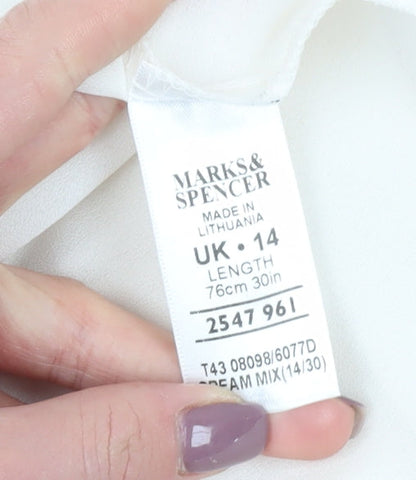 MARKS&
SPENCER
MADE IN
LITHUANIA
UK • 14
LENGTH
76cm 30in
2547 961
T43 08098/6077D
CREAM MIX(14/30)